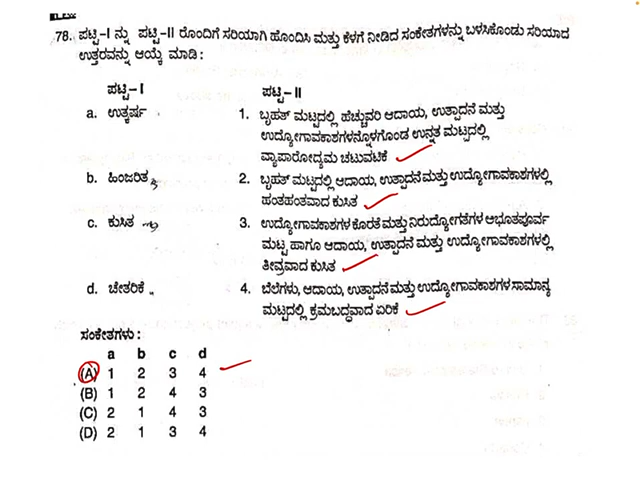 78. ಪಟ್ಟಿ–I ನ್ನು ಪಟ್ಟಿ–II ರೊಂದಿಗೆ ಸರಿಯಾಗಿ ಹೊಂದಿಸಿ ಮತ್ತು ಕೆಳಗೆ ನೀಡಿದ ಸಂಕೇತಗಳನ್ನು ಬಳಸಿಕೊಂಡು ಸರಿಯಾದ
ಉತ್ತರವನ್ನು ಆಯ್ಕೆ ಮಾಡಿ :
ಪಟ್ಟಿ–I ಪಟ್ಟಿ–II
a. ಉತ್ಕರ್ಷ 1. ಬೃಹತ್ ಮಟ್ಟದಲ್ಲಿ ಹೆಚ್ಚುವರಿ ಆದಾಯ, ಉತ್ಪಾದನೆ ಮತ್ತು
ಉದ್ಯೋಗಾವಕಾಶಗಳನ್ನೊಳಗೊಂಡ ಉನ್ನತ ಮಟ್ಟದಲ್ಲಿ
ವ್ಯಾಪಾರೋದ್ಯಮ ಚಟುವಟಿಕೆ
b. ಹಿಂಜರಿತ 2. ಬೃಹತ್ ಮಟ್ಟದಲ್ಲಿ ಆದಾಯ, ಉತ್ಪಾದನೆ ಮತ್ತು ಉದ್ಯೋಗಾವಕಾಶಗಳಲ್ಲಿ
ಹಂತಹಂತವಾದ ಕುಸಿತ
c. ಕುಸಿತ 3. ಉದ್ಯೋಗಾವಕಾಶಗಳ ಕೊರತೆ ಮತ್ತು ನಿರುದ್ಯೋಗತೆಗಳ ಅಭೂತಪೂರ್ವ
ಮಟ್ಟ ಹಾಗೂ ಆದಾಯ, ಉತ್ಪಾದನೆ ಮತ್ತು ಉದ್ಯೋಗಾವಕಾಶಗಳಲ್ಲಿ
ತೀವ್ರವಾದ ಕುಸಿತ
d. ಚೇತರಿಕೆ 4. ಬೆಲೆಗಳು, ಆದಾಯ, ಉತ್ಪಾದನೆ ಮತ್ತು ಉದ್ಯೋಗಾವಕಾಶಗಳ ಸಾಮಾನ್ಯ
ಮಟ್ಟದಲ್ಲಿ ಕ್ರಮಬದ್ಧವಾದ ಏರಿಕೆ
ಸಂಕೇತಗಳು :
a b c d
(A) 1 2 3 4
(B) 1 2 4 3
(C) 2 1 4 3
(D) 2 1 3 4